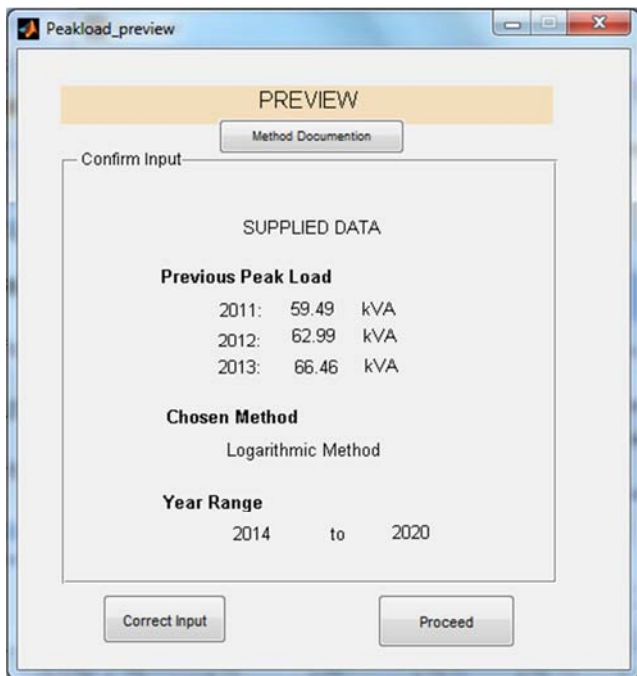 Peakload_preview
PREVIEW
Method Documention
Confirm Input
SUPPLIED DATA
Previous Peak Load
2011: 59.49 kVA
2012: 62.99 kVA
2013: 66.46 kVA
Chosen Method
Logarithmic Method
Year Range
2014 to 2020
Correct Input Proceed